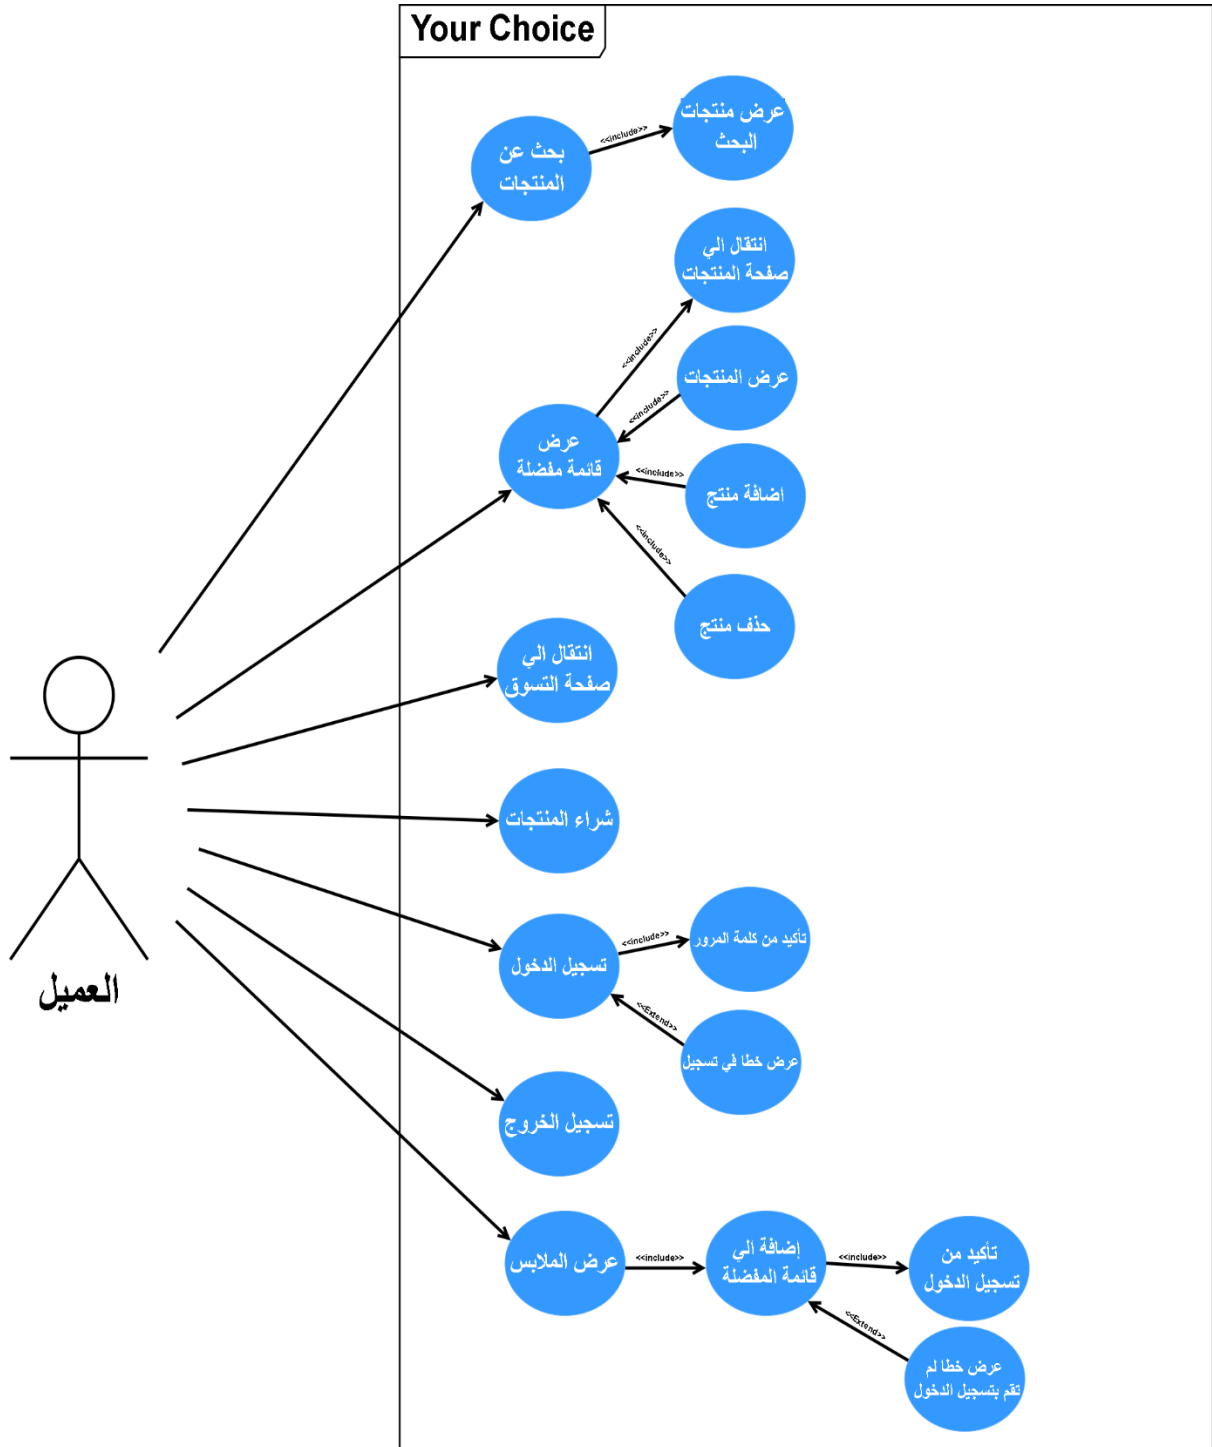 Your Choice
بحث عن
المنتجات
<<include>>
عرض منتجات
البحث
انتقال الي
صفحة المنتجات
<<include>>
عرض المنتجات
<<include>>
عرض
قائمة مفضلة
<<include>>
اضافة منتج
<<include>>
حذف منتج
انتقال الي
صفحة التسوق
شراء المنتجات
تسجيل الدخول
<<include>>
تأكيد من كلمة المرور
<<Extend>>
عرض خطا في تسجيل
العميل
تسجيل الخروج
عرض الملابس
<<include>>
إضافة الي
قائمة المفضلة
<<include>>
تأكيد من
تسجيل الدخول
<<Extend>>
عرض خطا لم
تقم بتسجيل الدخول